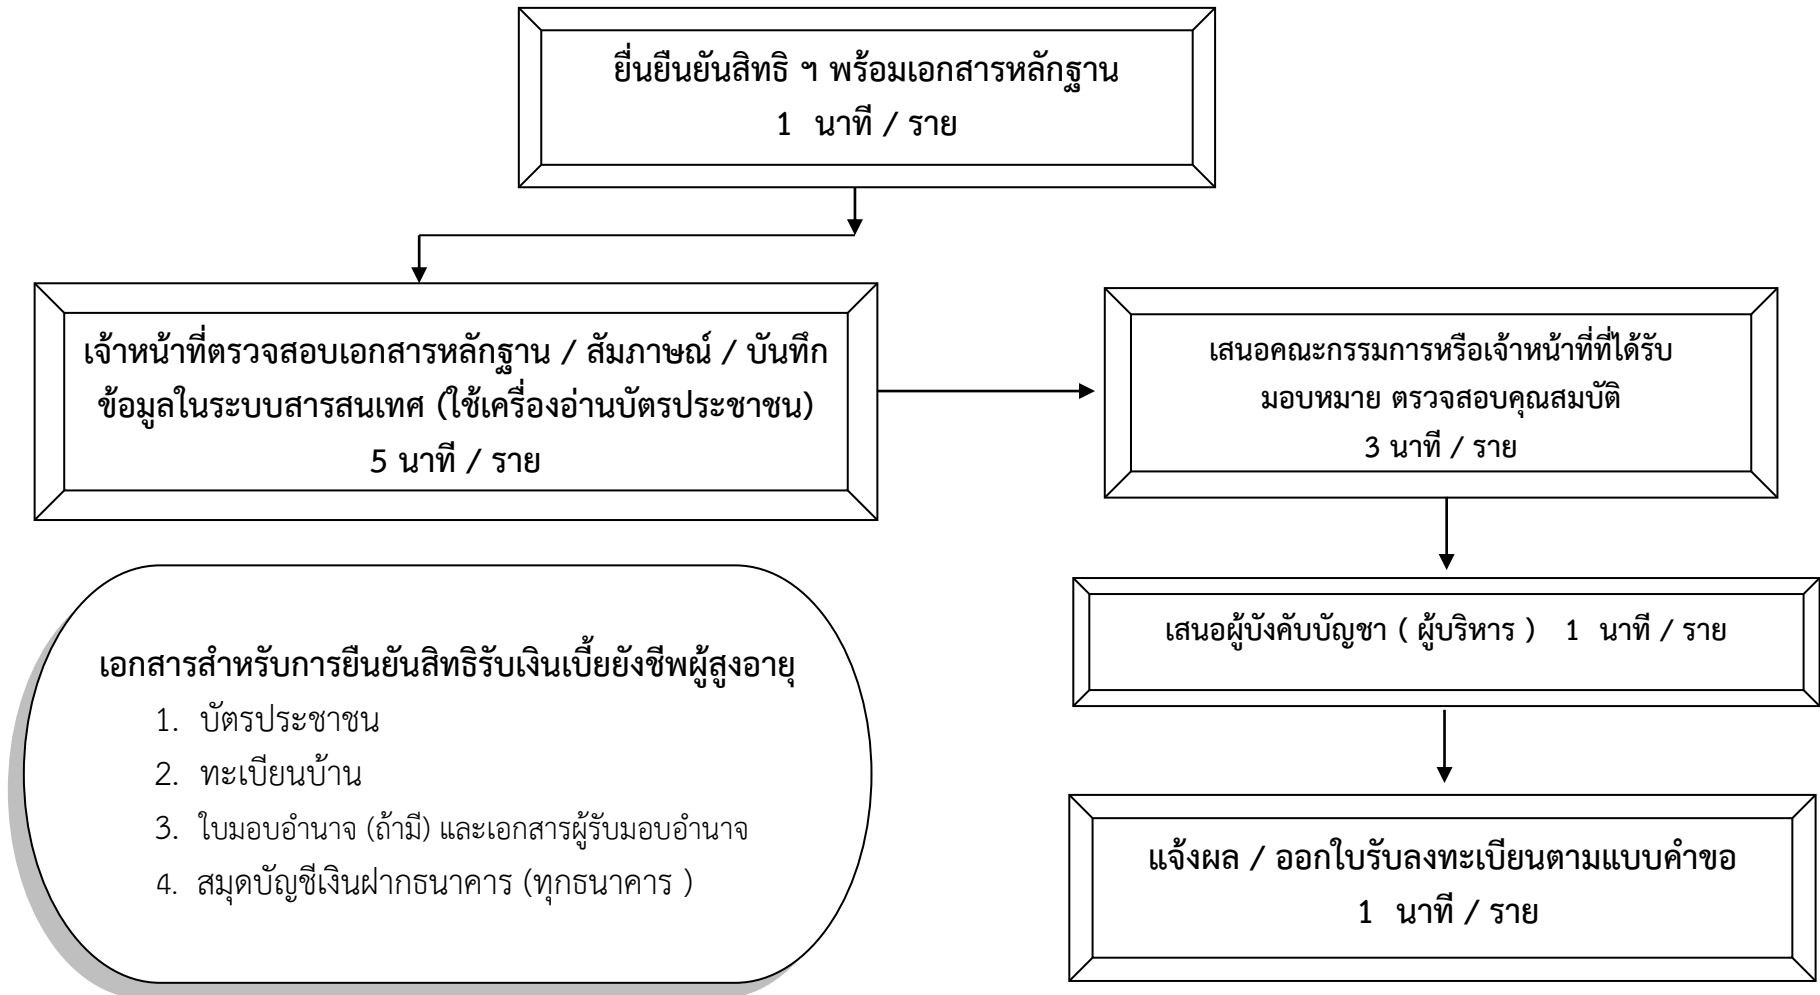 ยื่นยืนยันสิทธิ ฯ พร้อมเอกสารหลักฐาน
1 นาที / ราย
เจ้าหน้าที่ตรวจสอบเอกสารหลักฐาน / สัมภาษณ์ / บันทึก
ข้อมูลในระบบสารสนเทศ (ใช้เครื่องอ่านบัตรประชาชน)
5 นาที / ราย
เสนอคณะกรรมการหรือเจ้าหน้าที่ที่ได้รับ
มอบหมาย ตรวจสอบคุณสมบัติ
3 นาที / ราย
เสนอผู้บังคับบัญชา ( ผู้บริหาร ) 1 นาที / ราย
แจ้งผล / ออกใบรับลงทะเบียนตามแบบคำขอ
1 นาที / ราย
เอกสารสำหรับการยืนยันสิทธิรับเงินเบี้ยยังชีพผู้สูงอายุ
1. บัตรประชาชน
2. ทะเบียนบ้าน
3. ใบมอบอำนาจ (ถ้ามี) และเอกสารผู้รับมอบอำนาจ
4. สมุดบัญชีเงินฝากธนาคาร (ทุกธนาคาร )